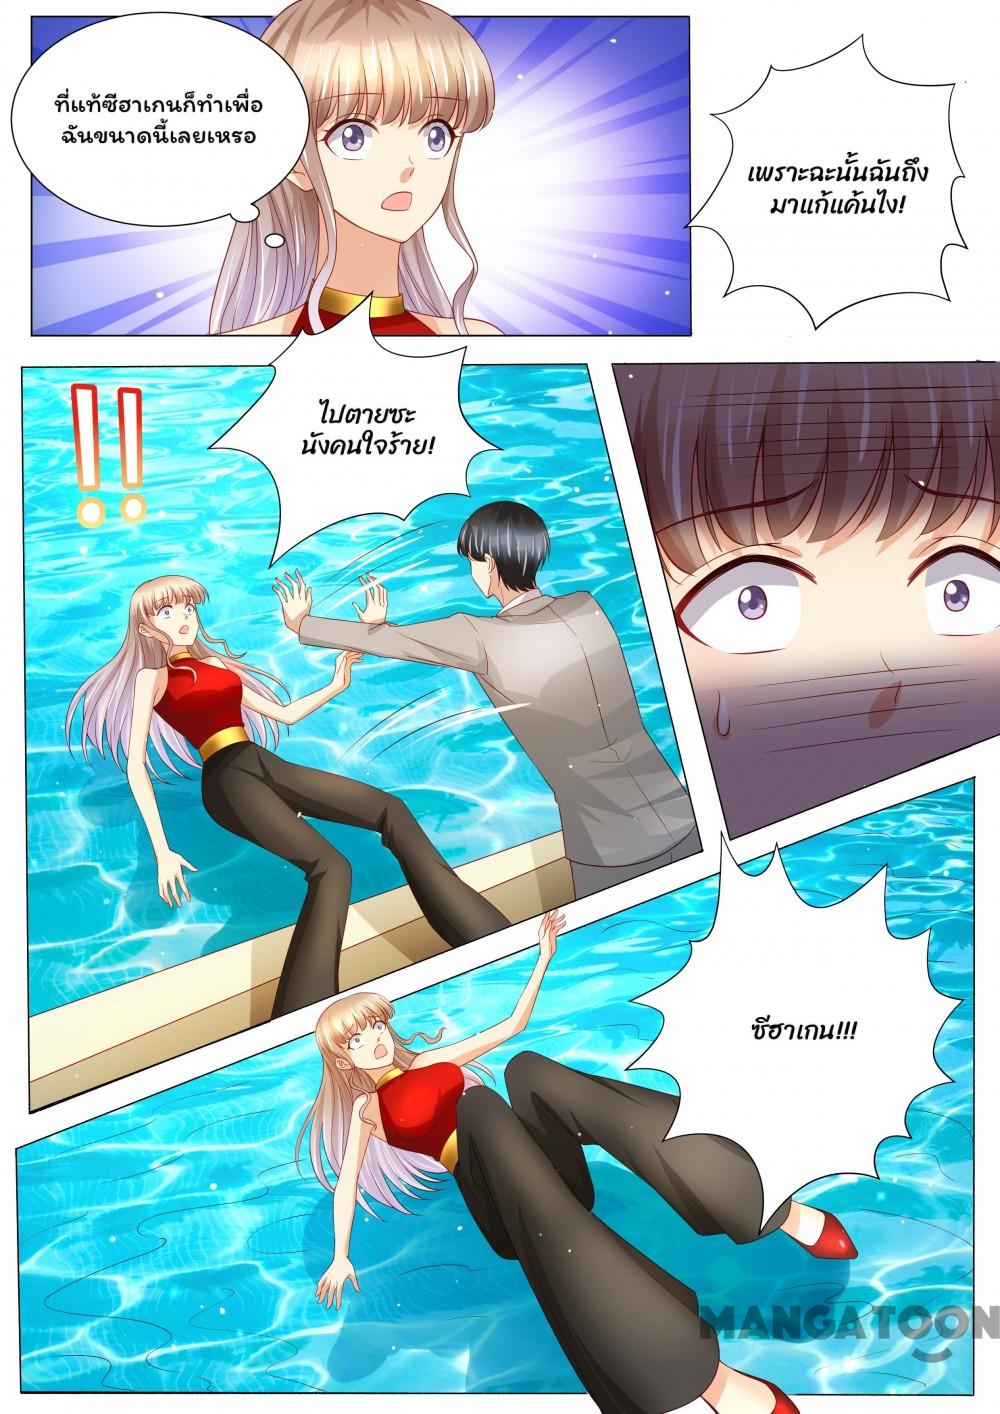 ที่แท้ซีฮาเกนก็ทำเพื่อ
ฉันขนาดนี้เลยเหรอ
เพราะฉะนั้นฉันถึง
มาแก้แค้นไง!
!!
ไปตายซะ
นังคนใจร้าย!
ซีฮาเกน!!!
MANGATOON